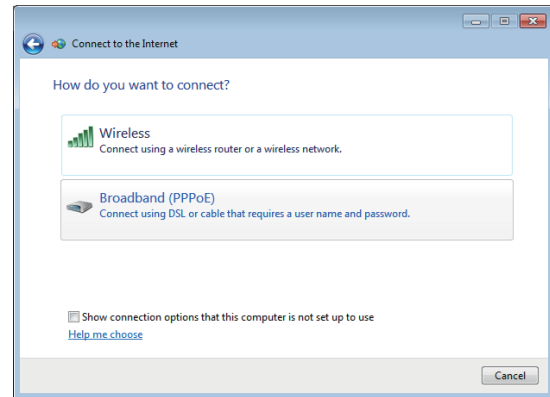 Connect to the Internet
How do you want to connect?
Wireless
Connect using a wireless router or a wireless network.
Broadband (PPPoE)
Connect using DSL or cable that requires a user name and password.
Show connection options that this computer is not set up to use
Help me choose
Cancel